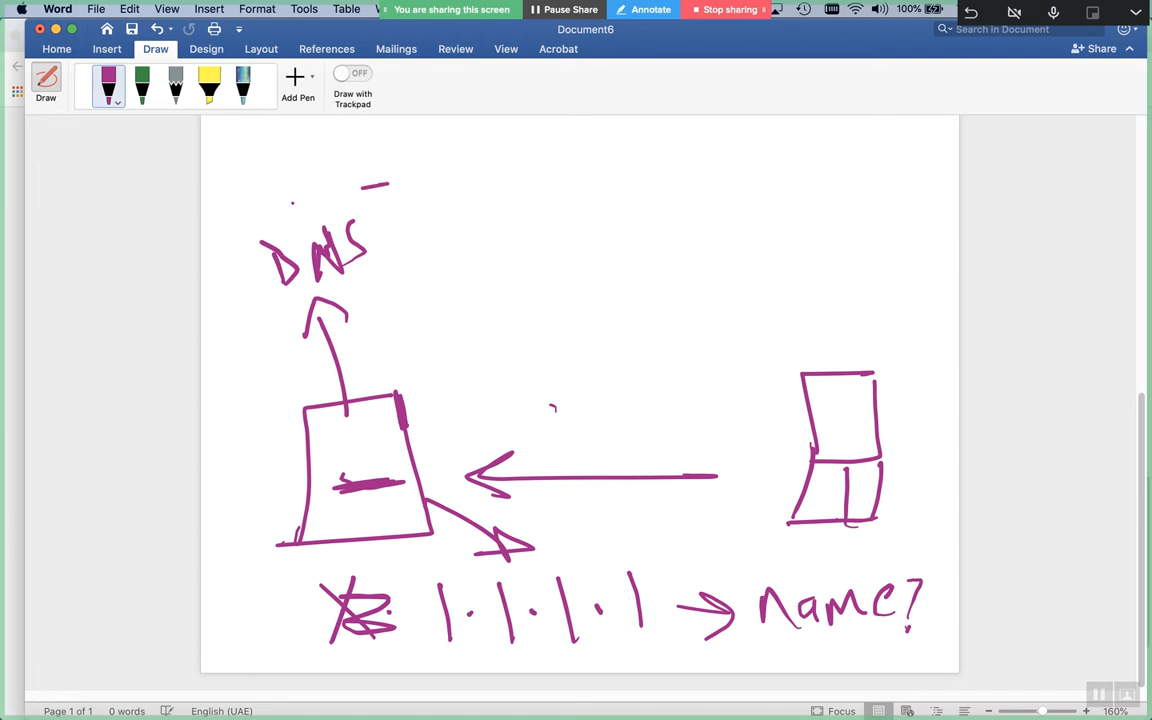 Word File Edit View Insert Format Tools Table
You are sharing this screen
Pause Share
Annotate
Stop sharing
100%
Document6
Search in Document
Home Insert Draw Design Layout References Mailings Review View Acrobat
Share
Draw
Add Pen
OFF
Draw with
Trackpad
DNS
1.1.1.1 → name?
Page 1 of 1 0 words English (UAE)
Focus
160%